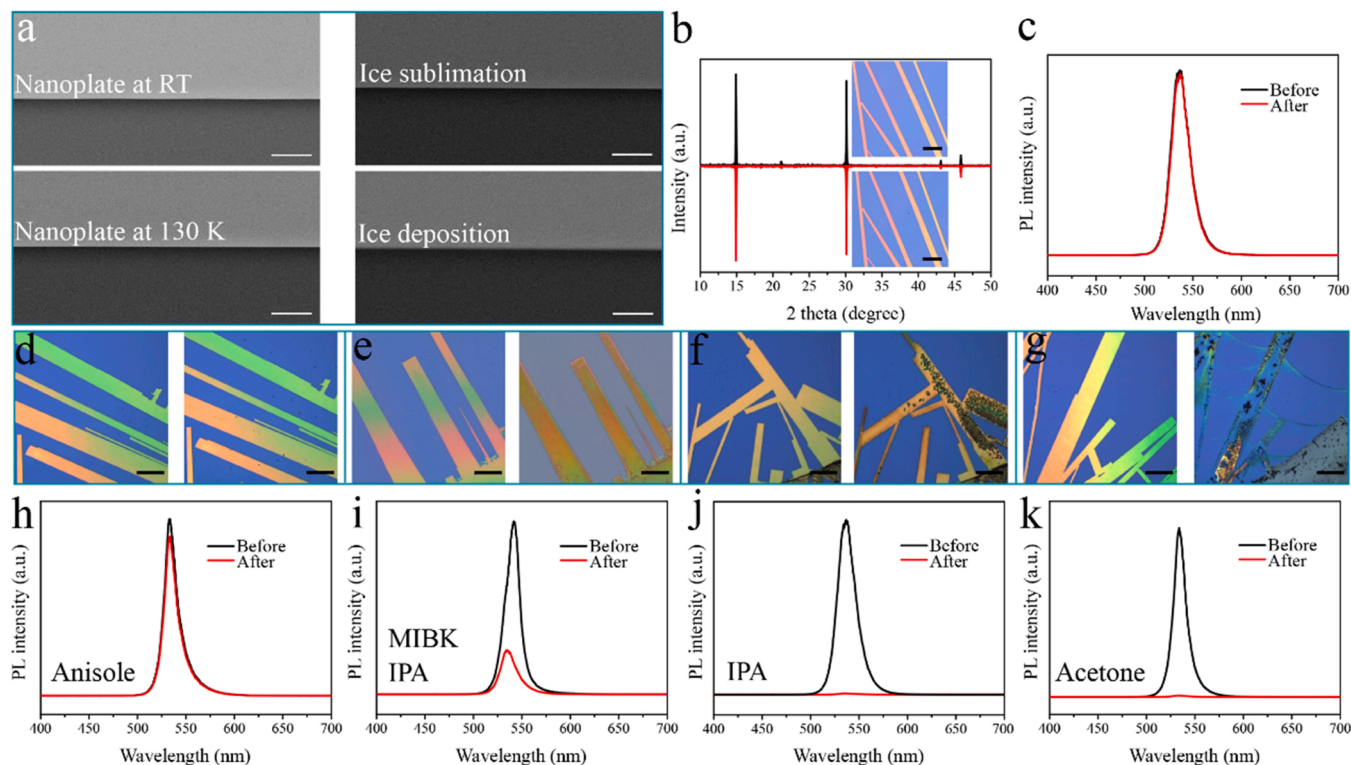 a
Nanoplate at RT
Ice sublimation
Nanoplate at 130 K
Ice deposition
b
Intensity (a.u.)
10 15 20 25 30 35 40 45 50
2 theta (degree)
c
PL intensity (a.u.)
Before
After
400 450 500 550 600 650 700
Wavelength (nm)
d
e
f
g
h
PL intensity (a.u.)
Before
After
Anisole
400 450 500 550 600 650 700
Wavelength (nm)
i
PL intensity (a.u.)
Before
After
MIBK
IPA
400 450 500 550 600 650 700
Wavelength (nm)
j
PL intensity (a.u.)
Before
After
IPA
400 450 500 550 600 650 700
Wavelength (nm)
k
PL intensity (a.u.)
Before
After
Acetone
400 450 500 550 600 650 700
Wavelength (nm)